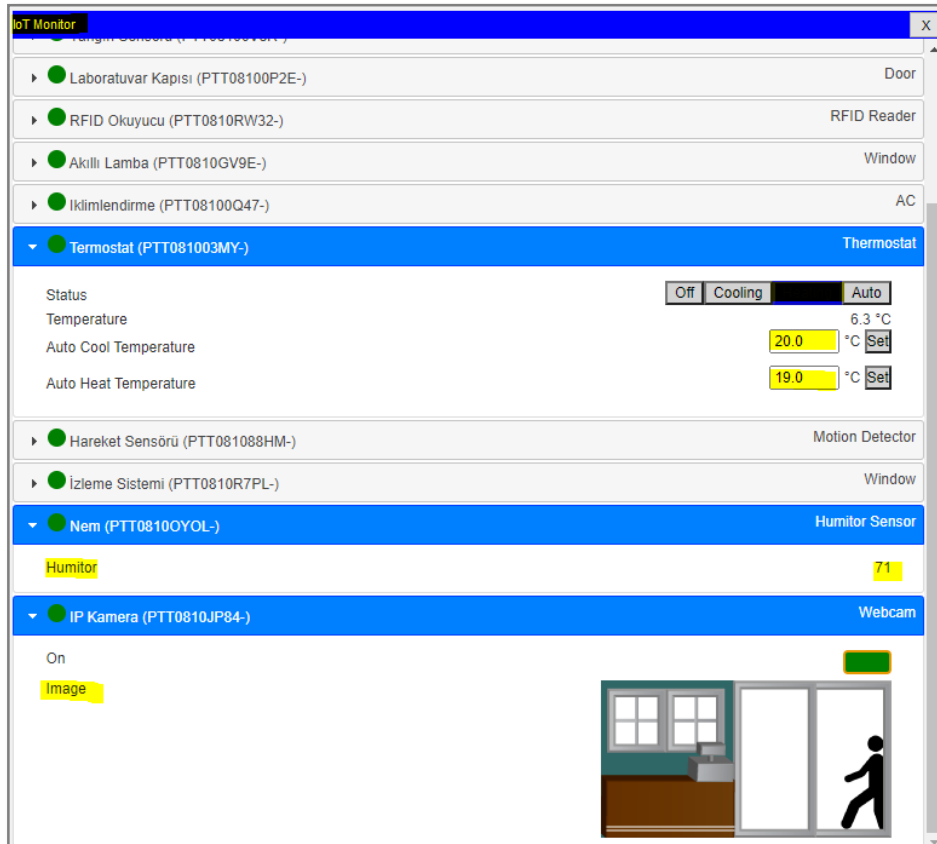 IoT Monitor X
Laboratuvar Kapısı (PTT08100P2E-) Door
RFID Okuyucu (PTT0810RW32-) RFID Reader
Akıllı Lamba (PTT0810GV9E-) Window
Iklimlendirme (PTT08100Q47-) AC
Termostat (PTT081003MY-) Thermostat
Status Off Cooling Auto
Temperature 6.3 °C
Auto Cool Temperature 20.0 °C Set
Auto Heat Temperature 19.0 °C Set
Hareket Sensörü (PTT081088HM-) Motion Detector
İzleme Sistemi (PTT0810R7PL-) Window
Nem (PTT0810OYOL-) Humitor Sensor
Humitor 71
IP Kamera (PTT0810JP84-) Webcam
On
Image